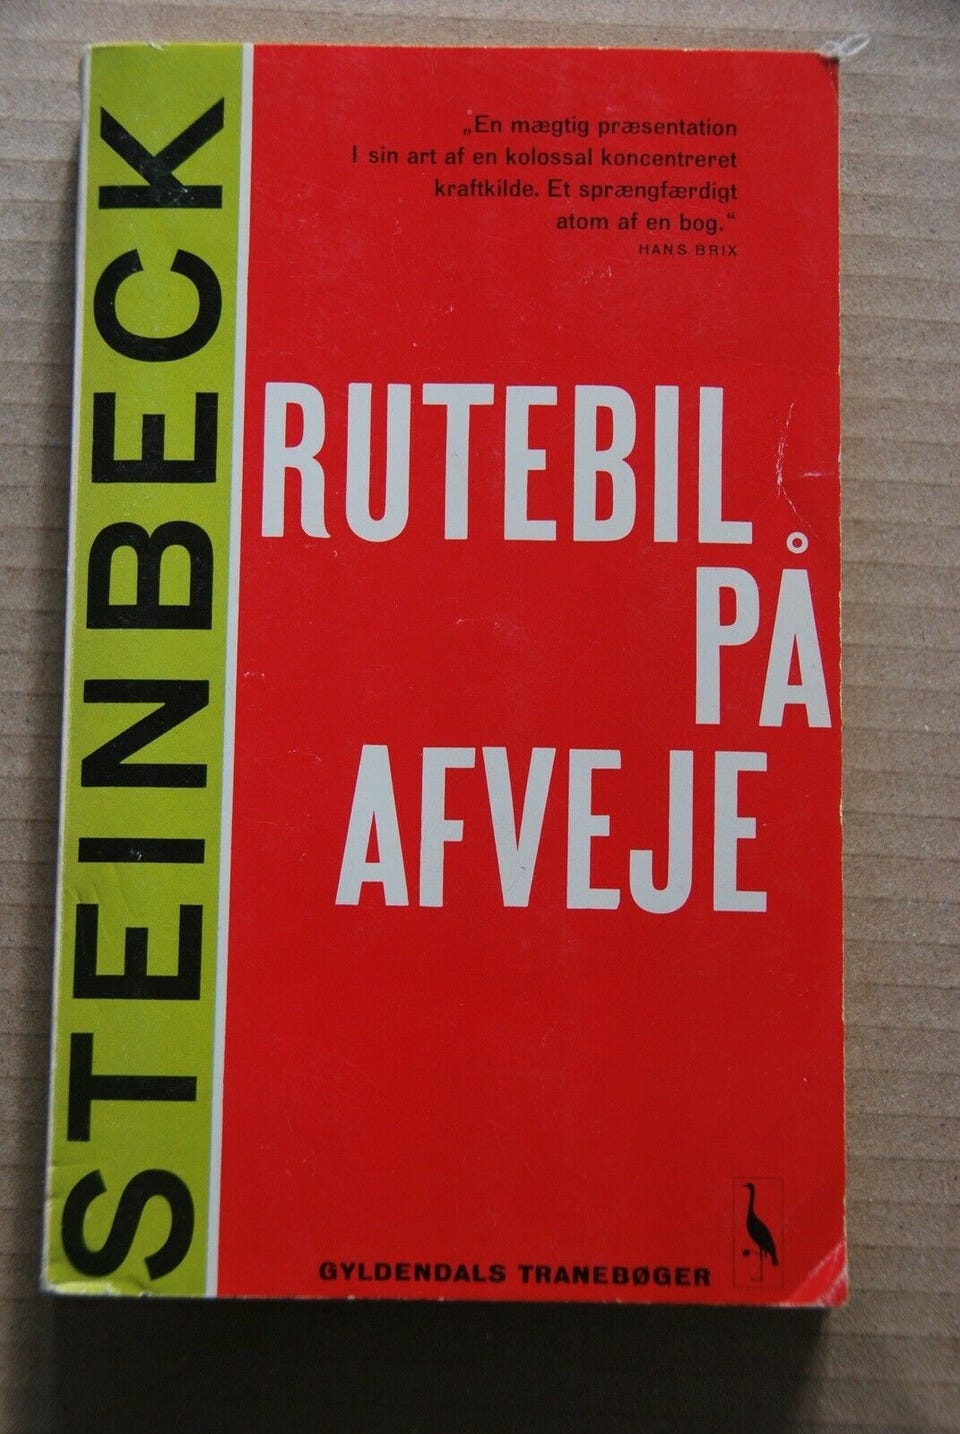 STEINBECK
„En mægtig præsentation
I sin art af en kolossal koncentreret
kraftkilde. Et sprængfærdigt
atom af en bog.“
HANS BRIX
RUTEBIL
PÅ
AFVEJE
GYLDENDALS TRANEBØGER